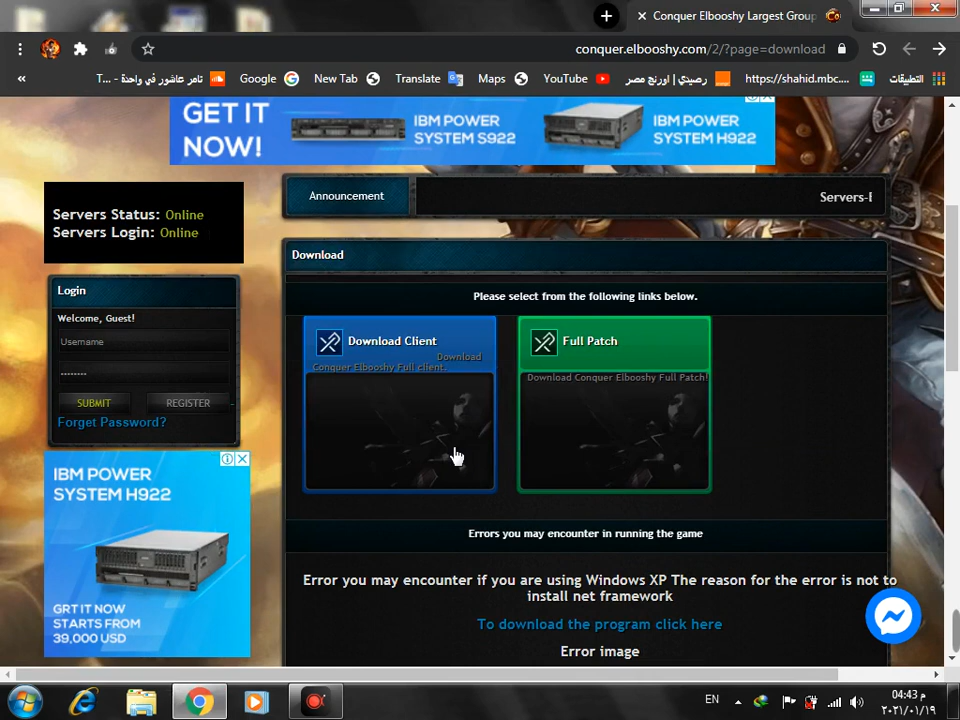 Conquer Elbooshy Largest Group
conquer.elbooshy.com/2/?page=download
« T... - تامر عاشور في واحدة Google New Tab Translate Maps YouTube رصيدي | اورنچ مصر https://shahid.mbc.... التطبيقات
GET IT
NOW!
IBM POWER
SYSTEM S922
IBM POWER
SYSTEM H922
Servers Status: Online
Servers Login: Online
Announcement
Servers-E
Download
Please select from the following links below.
Login
Welcome, Guest!
Username
--------
SUBMIT REGISTER
Forget Password?
Download Client
Download
Conquer Elbooshy Full client.
Full Patch
Download Conquer Elbooshy Full Patch!
IBM POWER
SYSTEM H922
GRT IT NOW
STARTS FROM
39,000 USD
Errors you may encounter in running the game
Error you may encounter if you are using Windows XP The reason for the error is not to
install net framework
To download the program click here
Error image
EN
04:43 م
٢٠٢١/٠١/١٩